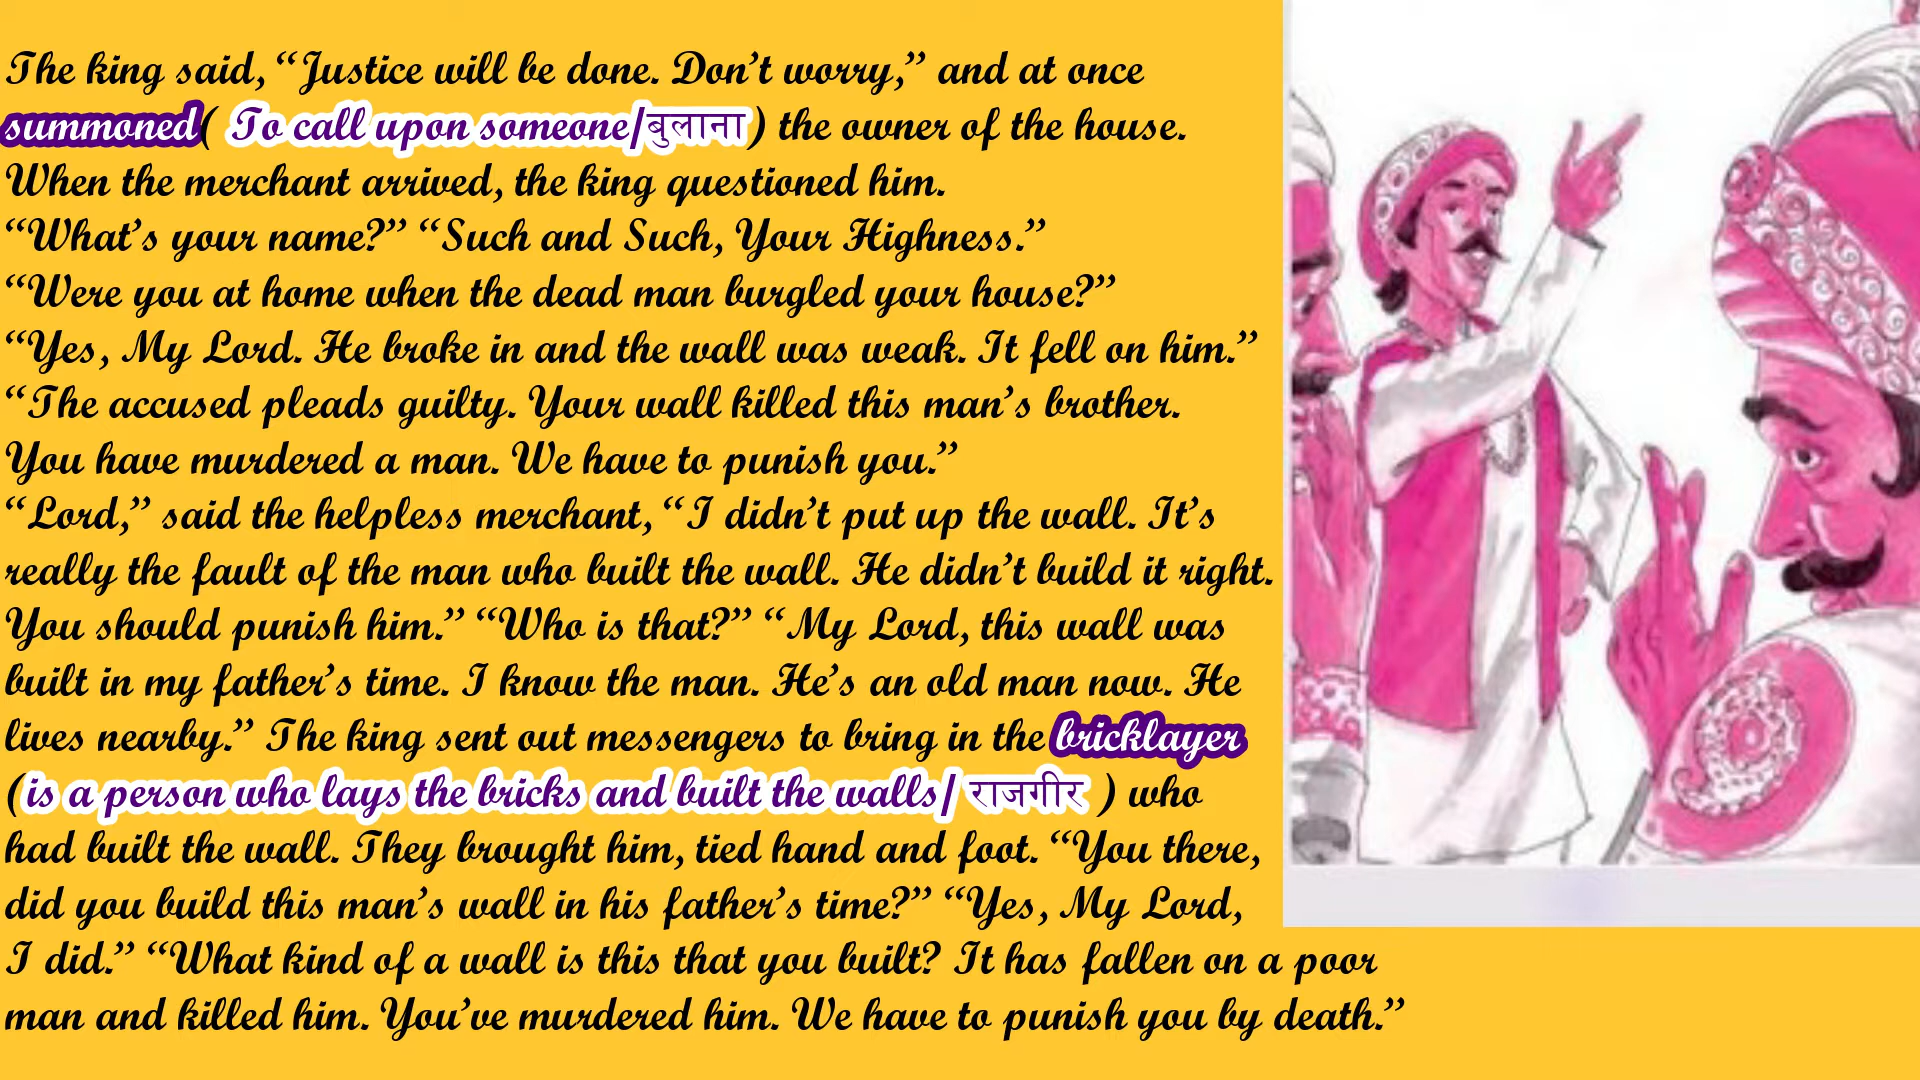 The king said, “Justice will be done. Don’t worry,” and at once
summoned( To call upon someone/बुलाना) the owner of the house.
When the merchant arrived, the king questioned him.
“What’s your name?” “Such and Such, Your Highness.”
“Were you at home when the dead man burgled your house?”
“Yes, My Lord. He broke in and the wall was weak. It fell on him.”
“The accused pleads guilty. Your wall killed this man’s brother.
You have murdered a man. We have to punish you.”
“Lord,” said the helpless merchant, “I didn’t put up the wall. It’s
really the fault of the man who built the wall. He didn’t build it right.
You should punish him.” “Who is that?” “My Lord, this wall was
built in my father’s time. I know the man. He’s an old man now. He
lives nearby.” The king sent out messengers to bring in the bricklayer
(is a person who lays the bricks and built the walls/ राजगीर ) who
had built the wall. They brought him, tied hand and foot. “You there,
did you build this man’s wall in his father’s time?” “Yes, My Lord,
I did.” “What kind of a wall is this that you built? It has fallen on a poor
man and killed him. You’ve murdered him. We have to punish you by death.”